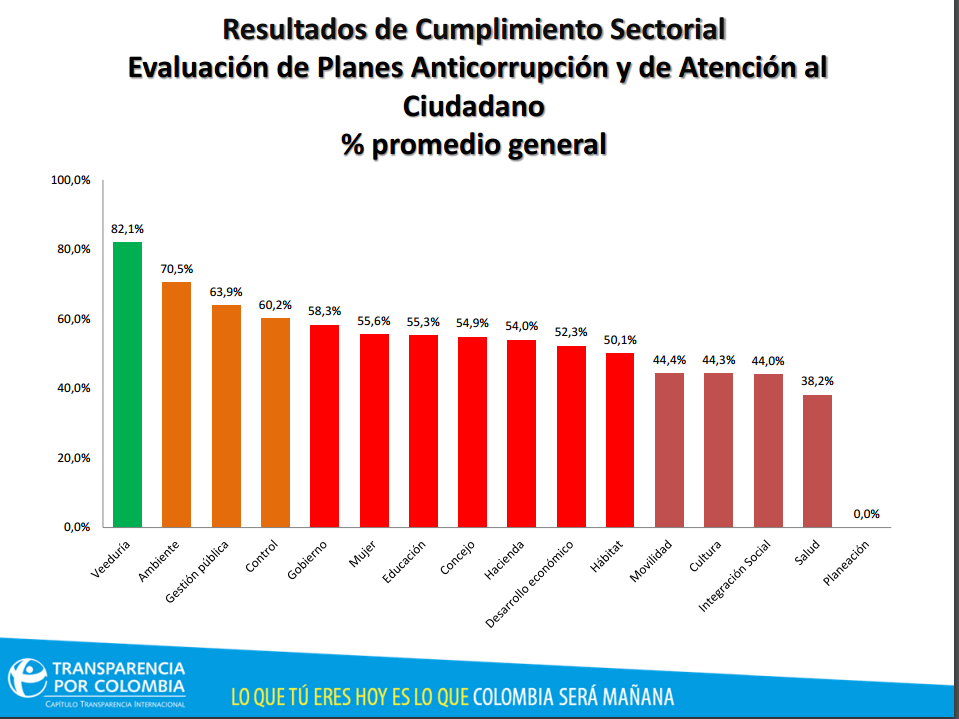 Resultados de Cumplimiento Sectorial
Evaluación de Planes Anticorrupción y de Atención al
Ciudadano
% promedio general
100,0%
80,0%
60,0%
40,0%
20,0%
0,0%
82,1%
70,5%
63,9%
60,2%
58,3%
55,6%
55,3%
54,9%
54,0%
52,3%
50,1%
44,4%
44,3%
44,0%
38,2%
0,0%
Veeduría
Ambiente
Gestión pública
Control
Gobierno
Mujer
Educación
Concejo
Hacienda
Desarrollo económico
Hábitat
Movilidad
Cultura
Integración Social
Salud
Planeación
TRANSPARENCIA
POR COLOMBIA
CAPÍTULO TRANSPARENCIA INTERNACIONAL
LO QUE TÚ ERES HOY ES LO QUE COLOMBIA SERÁ MAÑANA